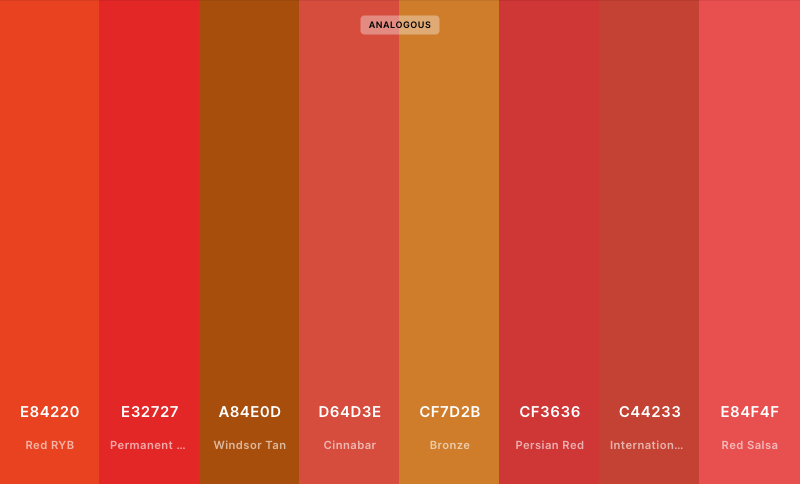 ANALOGOUS
E84220 E32727 A84E0D D64D3E CF7D2B CF3636 C44233 E84F4F
Red RYB Permanent ... Windsor Tan Cinnabar Bronze Persian Red Internation... Red Salsa